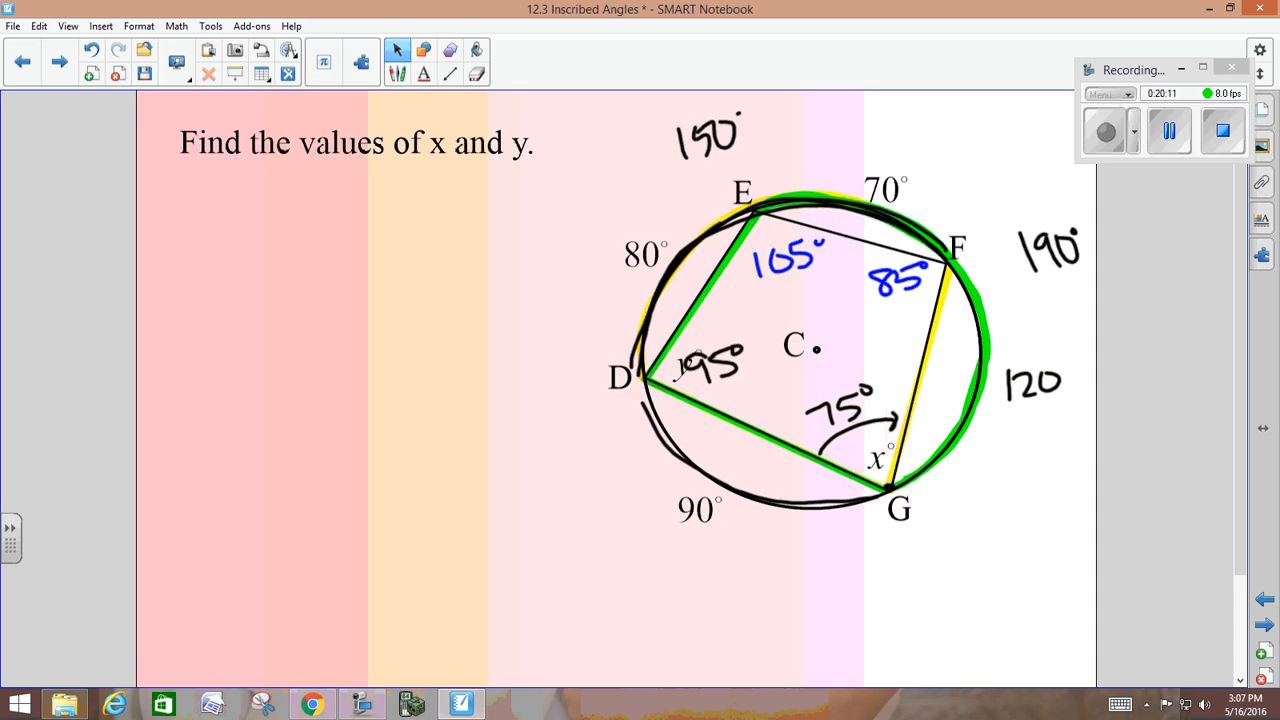 12.3 Inscribed Angles * - SMART Notebook
File Edit View Insert Format Math Tools Add-ons Help
Recording...
Menu 0:20:11 8.0 fps
Find the values of x and y.
150°
E
70°
80°
F
190°
105°
85°
C
D
y° 95°
120
75°
x°
90°
G
3:07 PM
5/16/2016